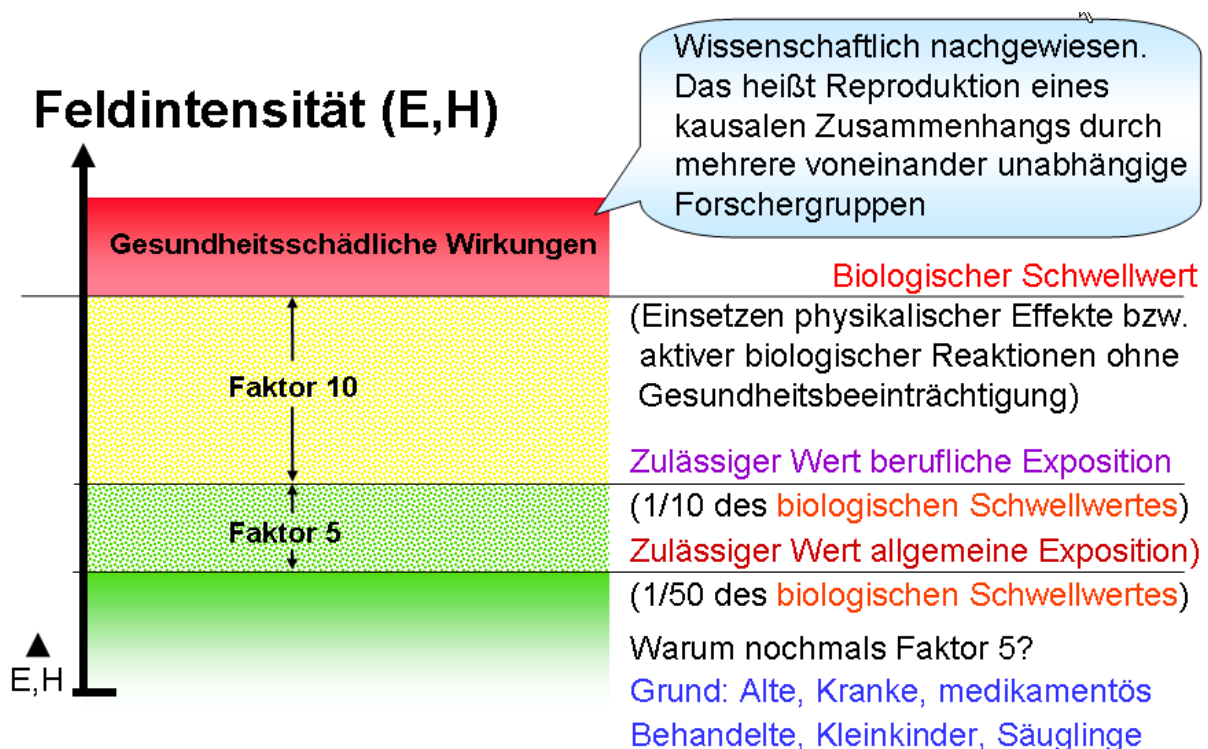 Wissenschaftlich nachgewiesen.
Das heißt Reproduktion eines
kausalen Zusammenhangs durch
mehrere voneinander unabhängige
Forschergruppen
Feldintensität (E,H)
Gesundheitsschädliche Wirkungen
Biologischer Schwellwert
(Einsetzen physikalischer Effekte bzw.
aktiver biologischer Reaktionen ohne
Gesundheitsbeeinträchtigung)
Faktor 10
Zulässiger Wert berufliche Exposition
(1/10 des biologischen Schwellwertes)
Faktor 5
Zulässiger Wert allgemeine Exposition)
(1/50 des biologischen Schwellwertes)
Warum nochmals Faktor 5?
Grund: Alte, Kranke, medikamentös
Behandelte, Kleinkinder, Säuglinge
E,H